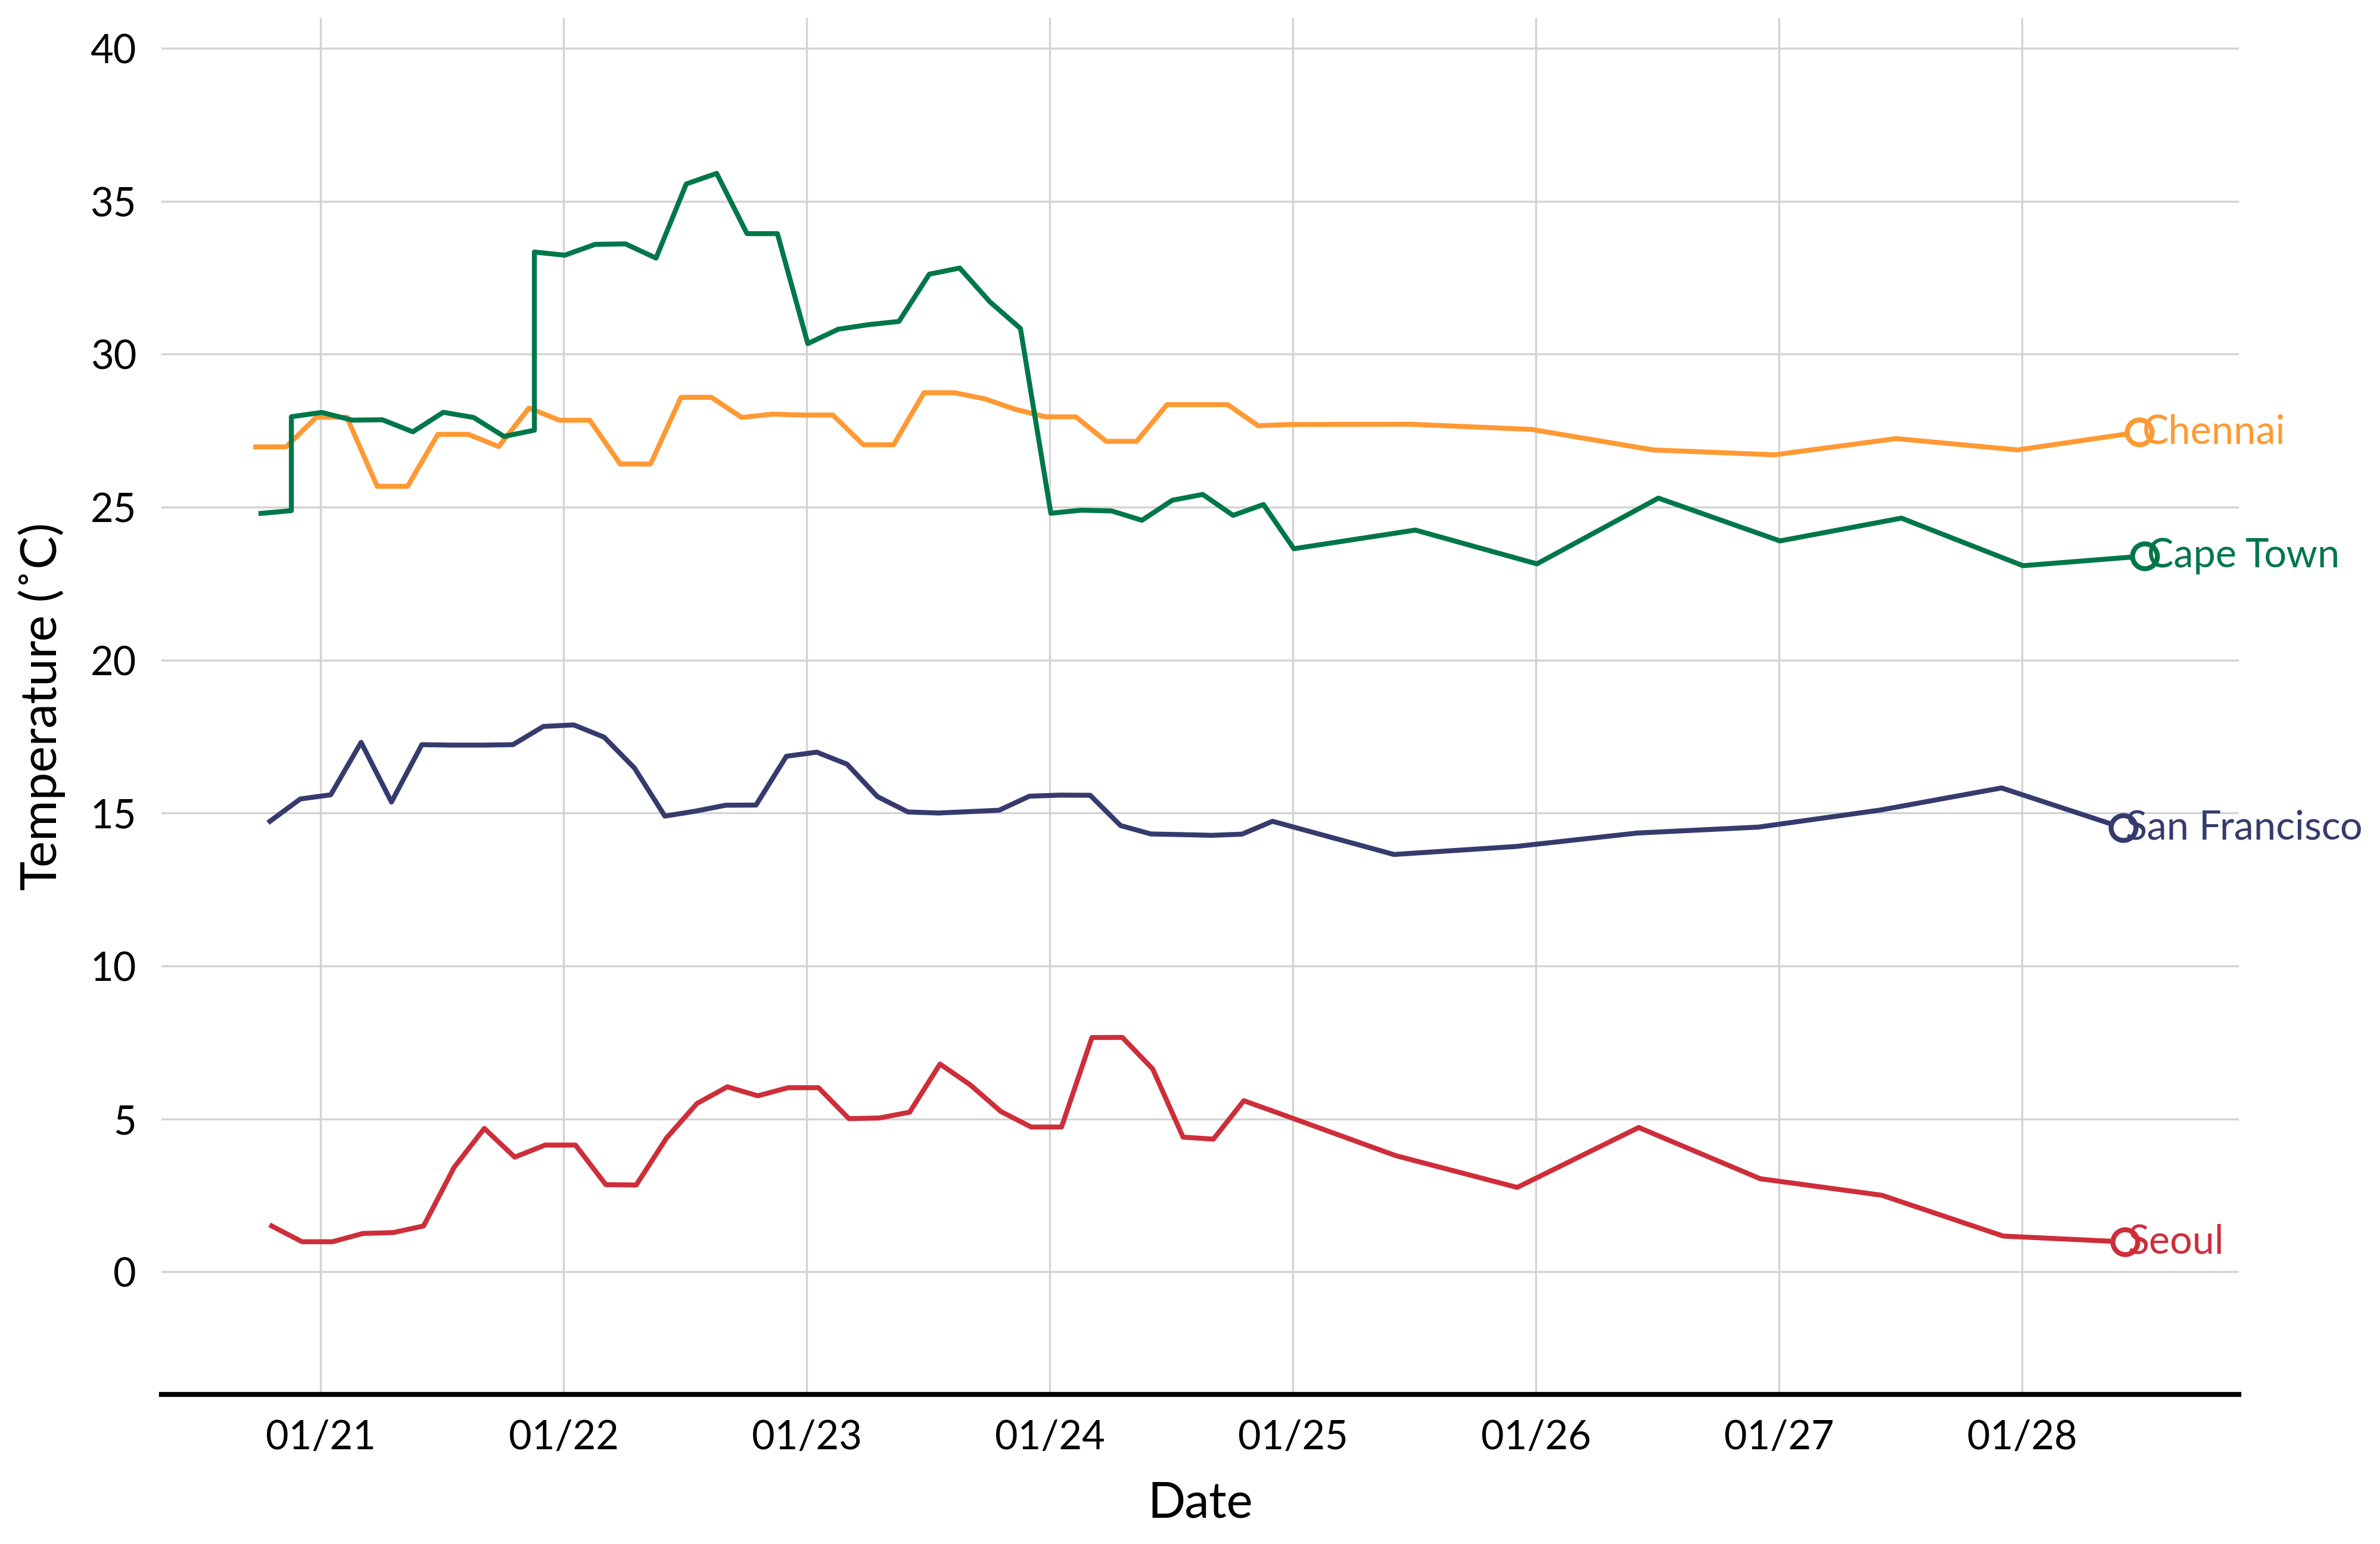 40
35
30
25
20
15
10
5
0
Temperature (°C)
Chennai
Cape Town
San Francisco
Seoul
01/21 01/22 01/23 01/24 01/25 01/26 01/27 01/28
Date